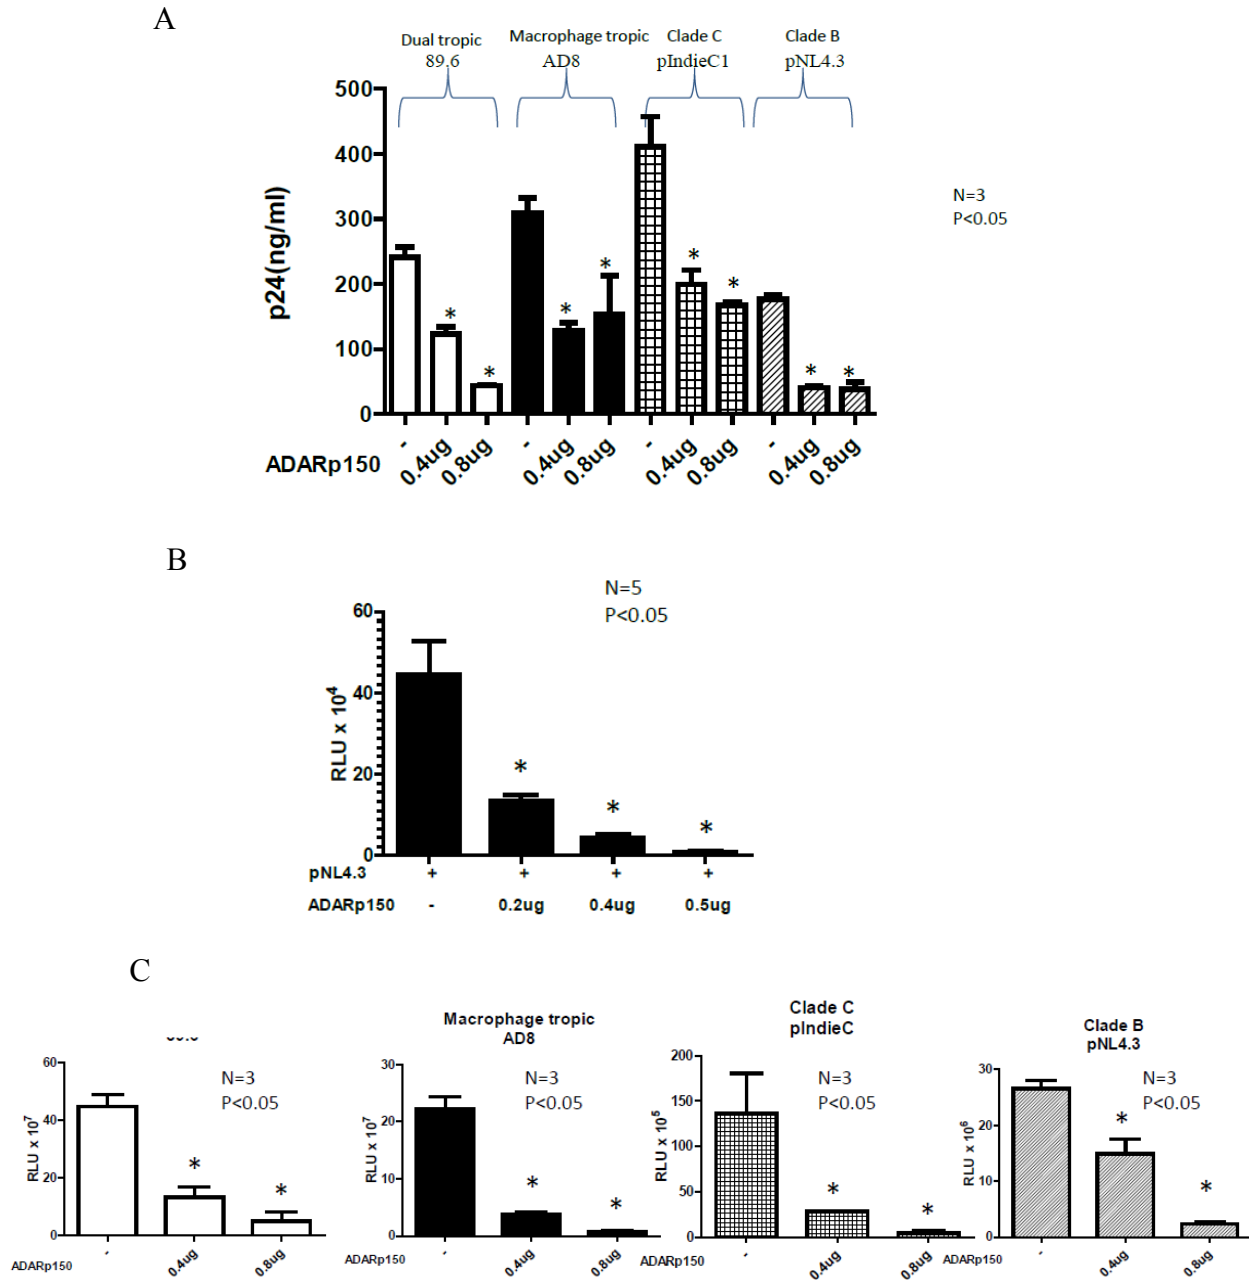 A
Dual tropic
89.6
Macrophage tropic
AD8
Clade C
pIndieC1
Clade B
pNL4.3
500
400
300
200
100
0
p24(ng/ml)
* * * * * * * *
N=3
P<0.05
- 0.4ug 0.8ug - 0.4ug 0.8ug - 0.4ug 0.8ug - 0.4ug 0.8ug
ADARp150
B
N=5
P<0.05
60
40
20
0
RLU x 10⁴
* * *
pNL4.3 + + + +
ADARp150 - 0.2ug 0.4ug 0.5ug
C
60
40
20
0
RLU x 10⁷
N=3
P<0.05
* *
ADARp150 - 0.4ug 0.8ug
Macrophage tropic
AD8
30
20
10
0
RLU x 10⁷
N=3
P<0.05
* *
ADARp150 - 0.4ug 0.8ug
Clade C
pIndieC
200
150
100
50
0
RLU x 10⁵
N=3
P<0.05
* *
ADARp150 - 0.4ug 0.8ug
Clade B
pNL4.3
30
20
10
0
RLU x 10⁶
N=3
P<0.05
* *
ADARp150 - 0.4ug 0.8ug